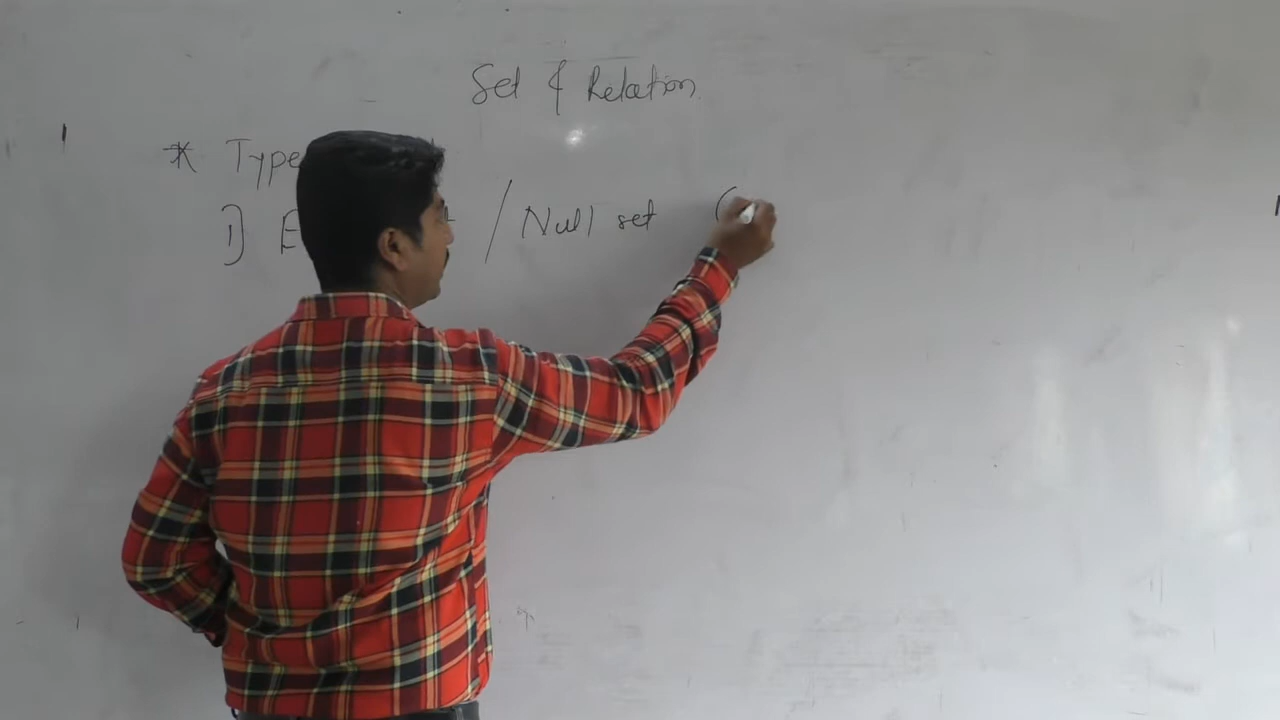 Set & Relation
* Type
1) E / Null set (